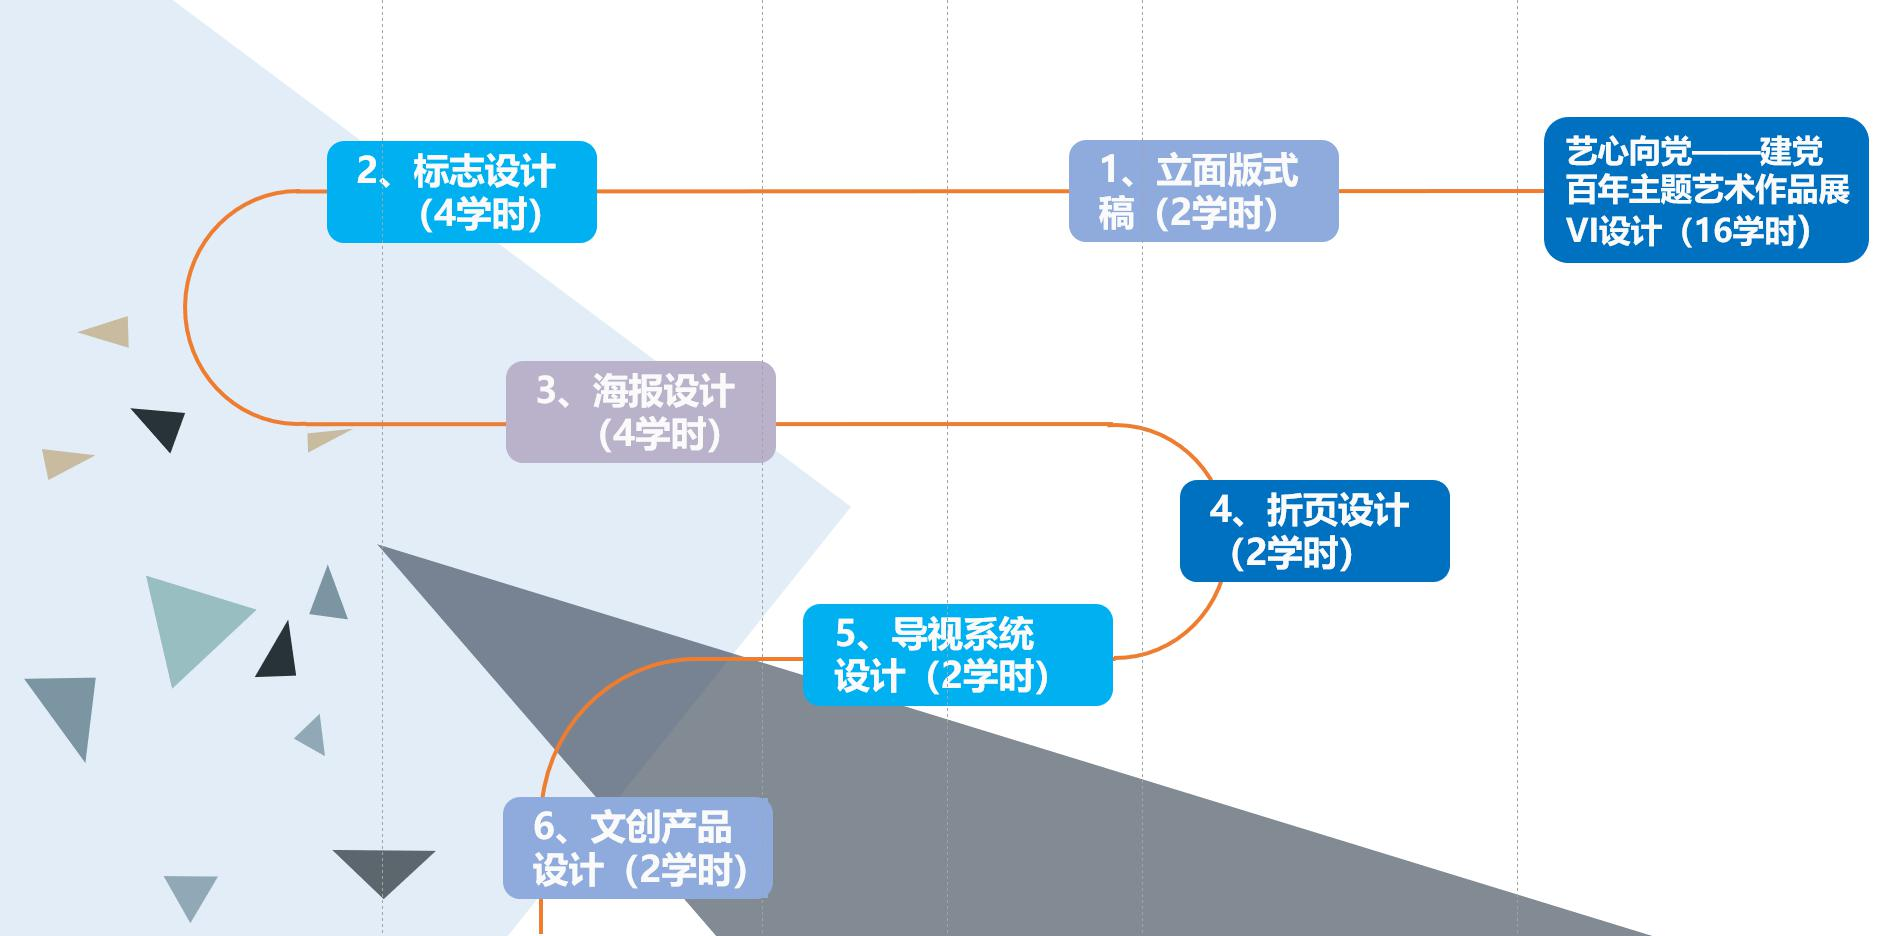 艺心向党——建党
百年主题艺术作品展
VI设计（16学时）
1、立面版式
稿（2学时）
2、标志设计
（4学时）
3、海报设计
（4学时）
4、折页设计
（2学时）
5、导视系统
设计（2学时）
6、文创产品
设计（2学时）